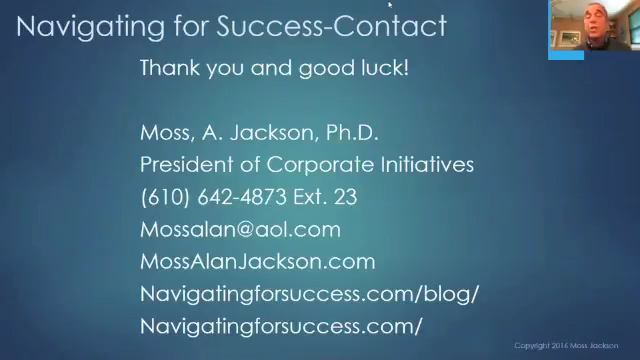 Navigating for Success-Contact
Thank you and good luck!
Moss, A. Jackson, Ph.D.
President of Corporate Initiatives
(610) 642-4873 Ext. 23
Mossalan@aol.com
MossAlanJackson.com
Navigatingforsuccess.com/blog/
Navigatingforsuccess.com/
Copyright 2016 Moss Jackson